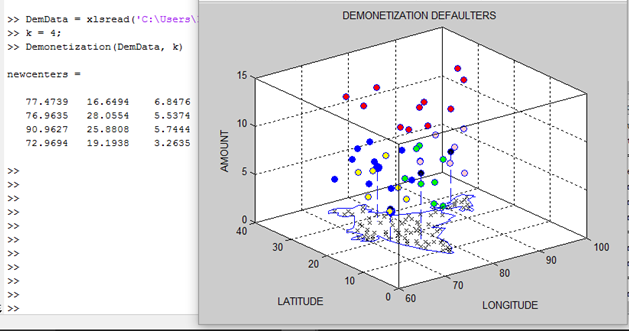 >> DemData = xlsread('C:\Users\
>> k = 4;
>> Demonetization(DemData, k)
newcenters =
77.4739 16.6494 6.8476
76.9635 28.0554 5.5374
90.9627 25.8808 5.7444
72.9694 19.1938 3.2635
>>
>>
>>
>>
>>
>>
>>
>>
>>
>>
>>
DEMONETIZATION DEFAULTERS
15
10
5
0
AMOUNT
40
30
20
10
0
LATITUDE
60
70
80
90
100
LONGITUDE